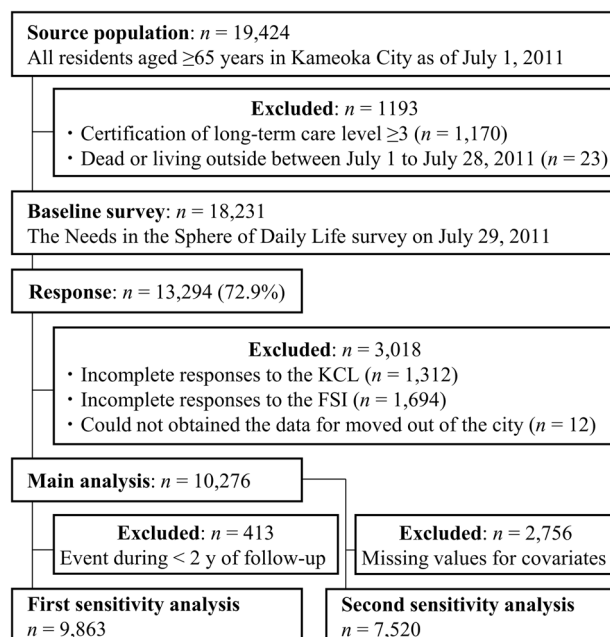 Source population: n = 19,424
All residents aged ≥65 years in Kameoka City as of July 1, 2011
Excluded: n = 1193
・Certification of long-term care level ≥3 (n = 1,170)
・Dead or living outside between July 1 to July 28, 2011 (n = 23)
Baseline survey: n = 18,231
The Needs in the Sphere of Daily Life survey on July 29, 2011
Response: n = 13,294 (72.9%)
Excluded: n = 3,018
・Incomplete responses to the KCL (n = 1,312)
・Incomplete responses to the FSI (n = 1,694)
・Could not obtained the data for moved out of the city (n = 12)
Main analysis: n = 10,276
Excluded: n = 413
Event during < 2 y of follow-up
Excluded: n = 2,756
Missing values for covariates
First sensitivity analysis
n = 9,863
Second sensitivity analysis
n = 7,520